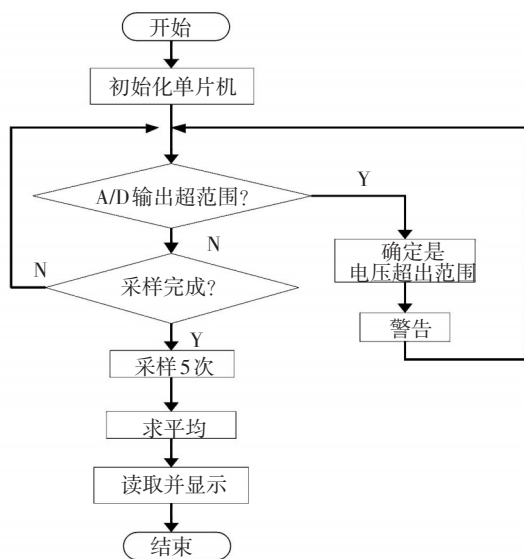 开始
初始化单片机
A/D输出超范围?
Y
N
确定是
电压超出范围
N
采样完成?
警告
Y
采样5次
求平均
读取并显示
结束